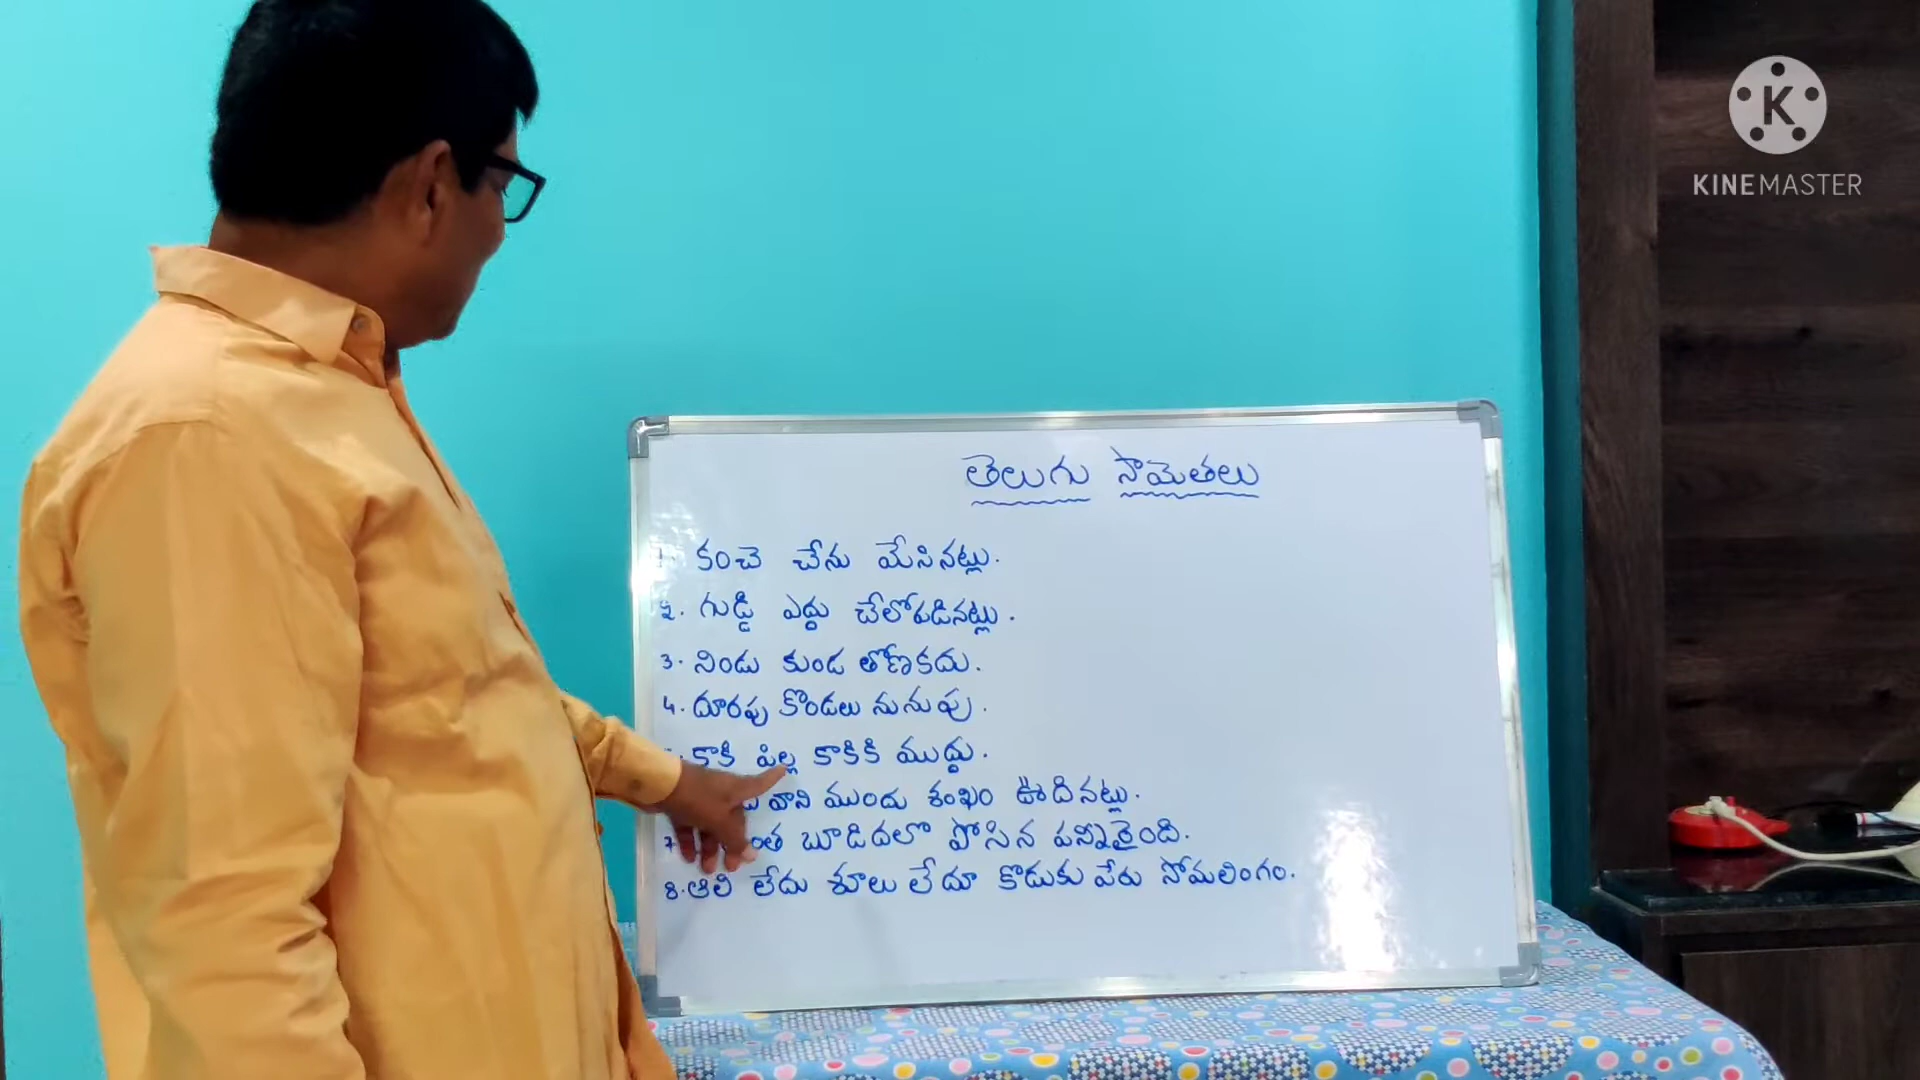 తెలుగు సామెతలు
1. కంచె చేను మేసినట్లు.
2. గుడ్డి ఎద్దు చేలోపడినట్లు.
3. నిండు కుండ తొణకదు.
4. దూరపు కొండలు నునుపు.
కాకి పిల్ల కాకికి ముద్దు.
వాని ముందు శంఖం ఊదినట్లు.
7. బూడిదలో పోసిన పన్నీరైంది.
8. ఆలి లేదు శూలు లేదూ కొడుకు పేరు సోమలింగం.
K
KINEMASTER